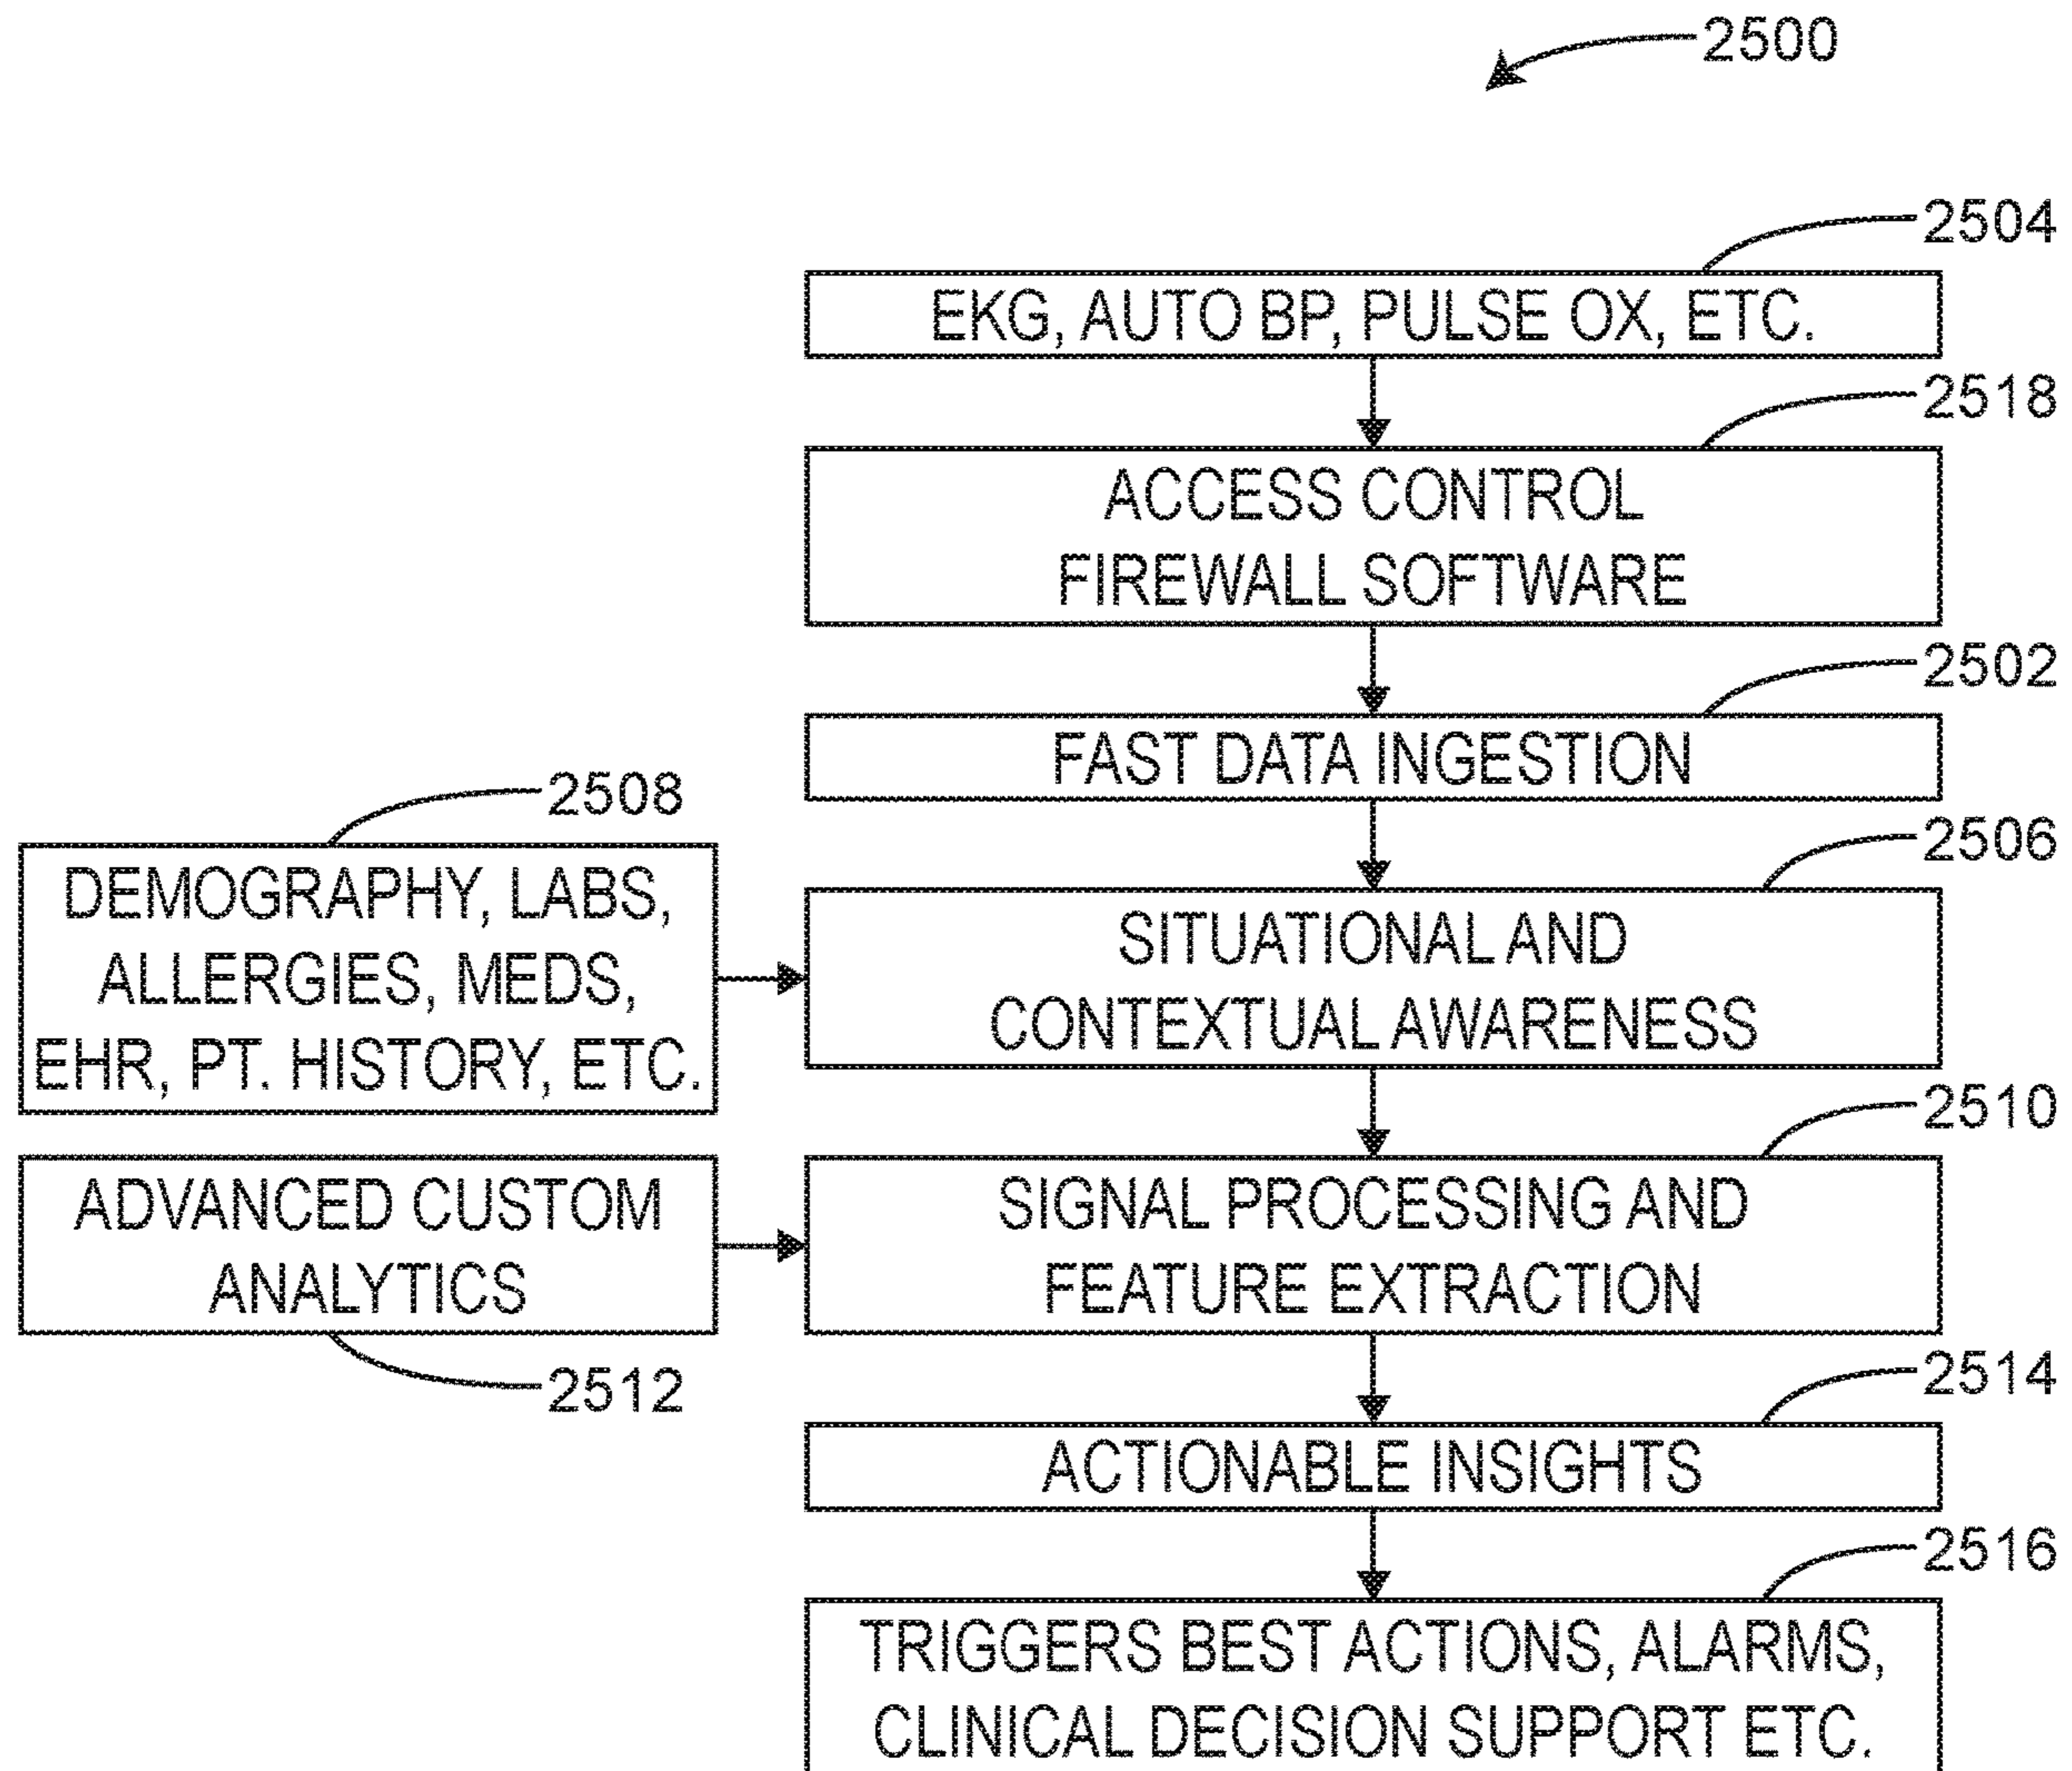 2500
2504
EKG, AUTO BP, PULSE OX, ETC.
2518
ACCESS CONTROL
FIREWALL SOFTWARE
2502
FAST DATA INGESTION
2508
DEMOGRAPHY, LABS,
ALLERGIES, MEDS,
EHR, PT. HISTORY, ETC.
2506
SITUATIONAL AND
CONTEXTUAL AWARENESS
ADVANCED CUSTOM
ANALYTICS
2512
2510
SIGNAL PROCESSING AND
FEATURE EXTRACTION
2514
ACTIONABLE INSIGHTS
2516
TRIGGERS BEST ACTIONS, ALARMS,
CLINICAL DECISION SUPPORT ETC.